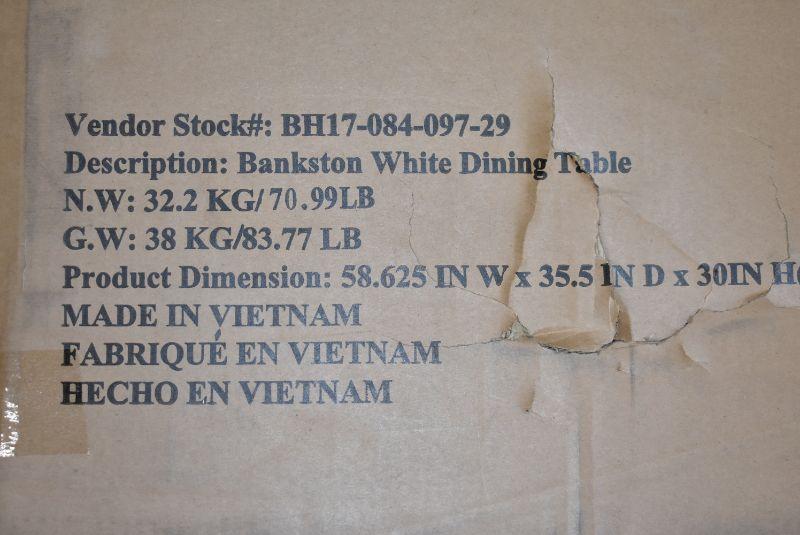 Vendor Stock#: BH17-084-097-29
Description: Bankston White Dining Table
N.W: 32.2 KG/70.99LB
G.W: 38 KG/83.77 LB
Product Dimension: 58.625 IN W x 35.5 IN D x 30IN H
MADE IN VIETNAM
FABRIQUÉ EN VIETNAM
HECHO EN VIETNAM